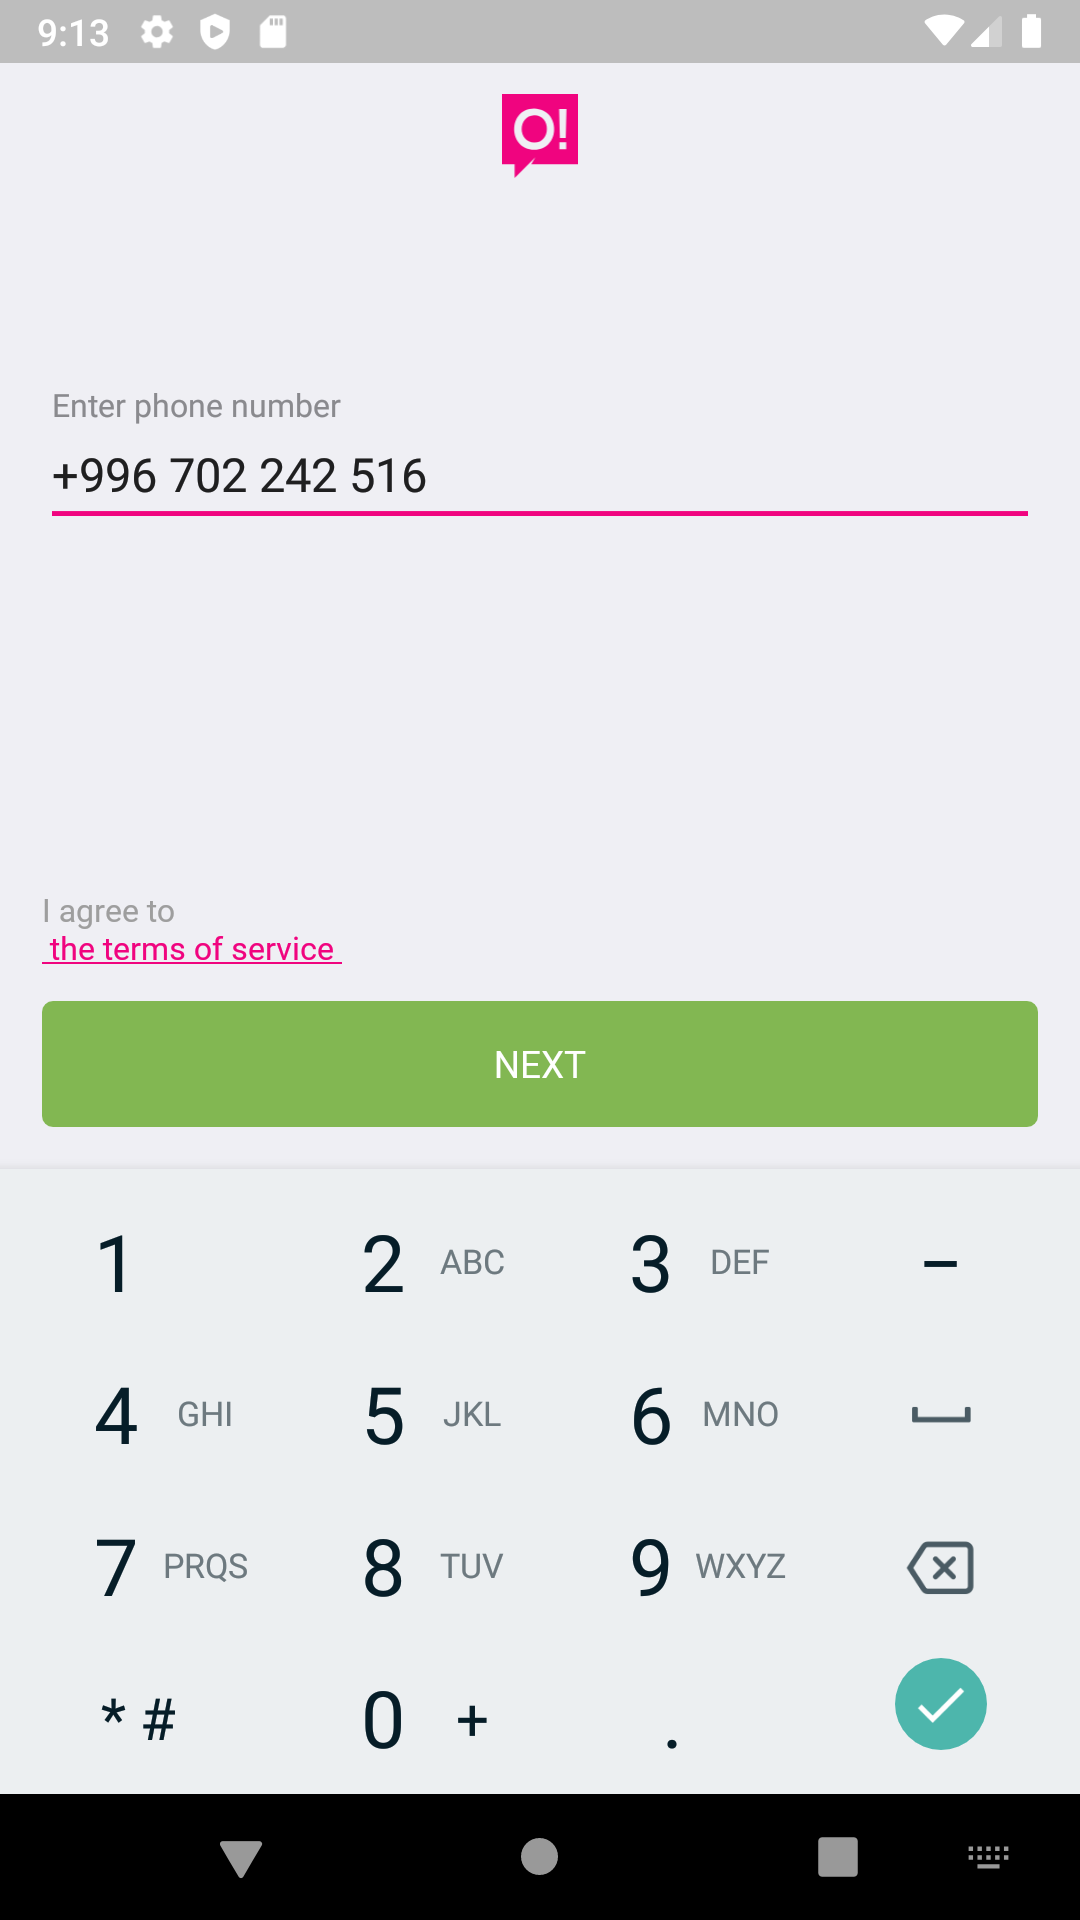 9:13
O!
Enter phone number
+996 702 242 516
I agree to
the terms of service
NEXT
1
2 ABC
3 DEF
–
4 GHI
5 JKL
6 MNO
7 PRQS
8 TUV
9 WXYZ
* #
0 +
.